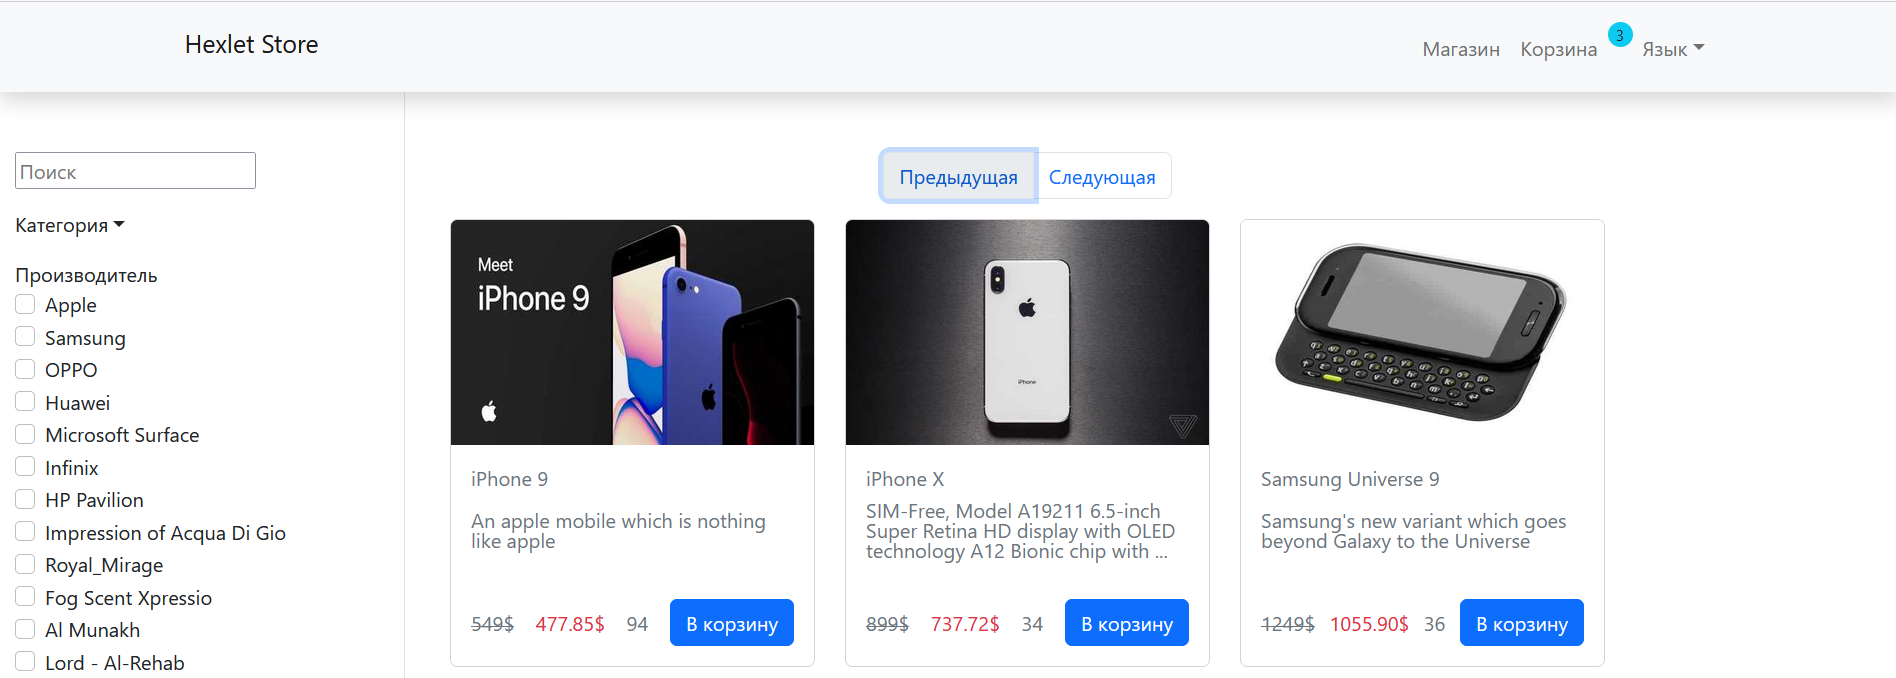 Hexlet Store
Магазин Корзина 3 Язык
Поиск
Категория
Производитель
Apple
Samsung
OPPO
Huawei
Microsoft Surface
Infinix
HP Pavilion
Impression of Acqua Di Gio
Royal_Mirage
Fog Scent Xpressio
Al Munakh
Lord - Al-Rehab
Предыдущая Следующая
Meet
iPhone 9
iPhone 9
An apple mobile which is nothing
like apple
549$ 477.85$ 94 В корзину
iPhone
iPhone X
SIM-Free, Model A19211 6.5-inch
Super Retina HD display with OLED
technology A12 Bionic chip with ...
899$ 737.72$ 34 В корзину
Samsung Universe 9
Samsung's new variant which goes
beyond Galaxy to the Universe
1249$ 1055.90$ 36 В корзину